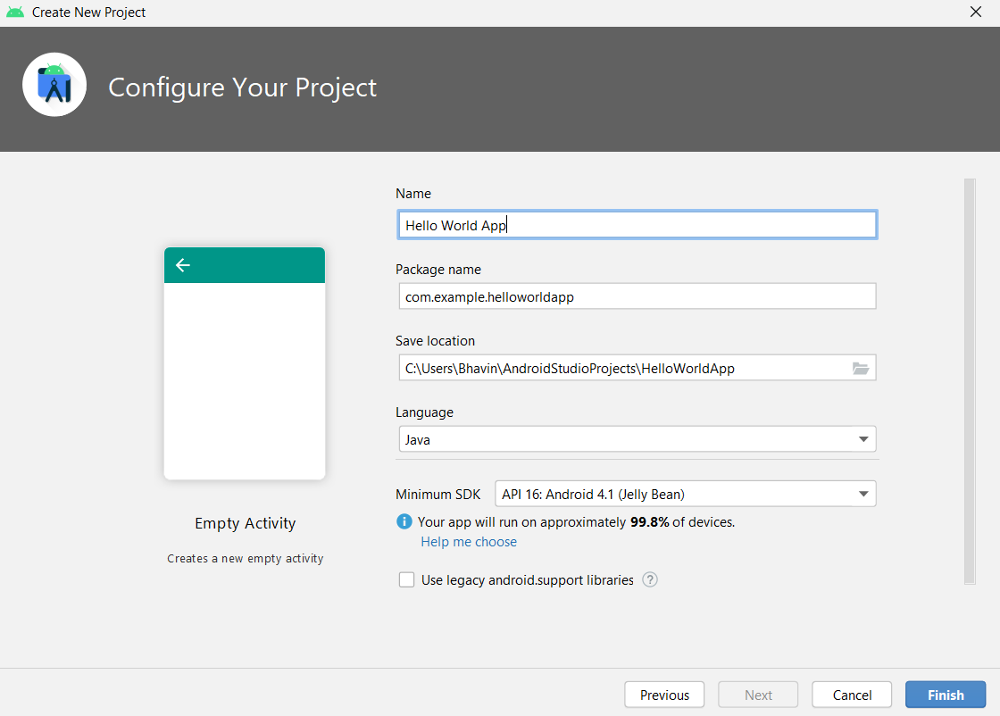 Create New Project
Configure Your Project
Name
Hello World App
Package name
com.example.helloworldapp
Save location
C:\Users\Bhavin\AndroidStudioProjects\HelloWorldApp
Language
Java
Minimum SDK API 16: Android 4.1 (Jelly Bean)
Your app will run on approximately 99.8% of devices.
Help me choose
Use legacy android.support libraries ?
Empty Activity
Creates a new empty activity
Previous Next Cancel Finish